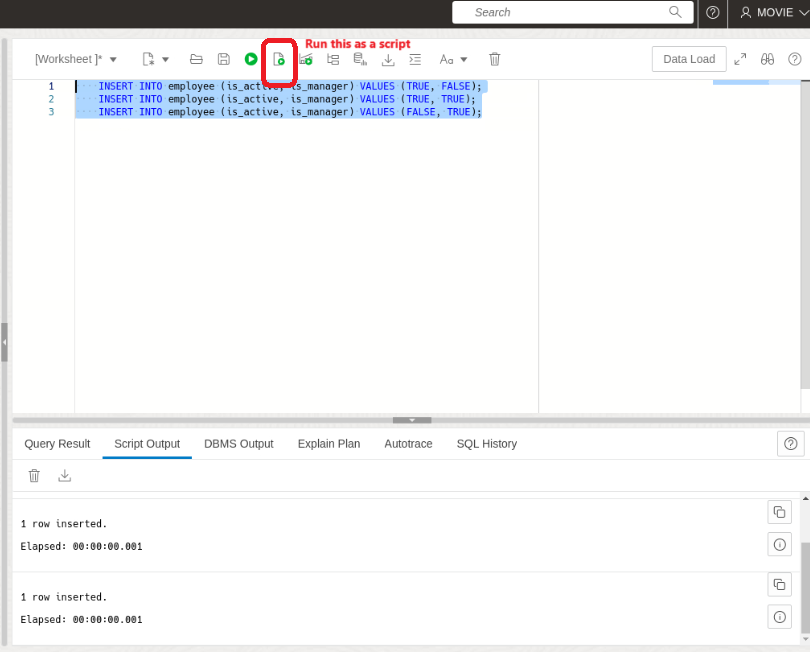 Search
MOVIE
Run this as a script
[Worksheet ]*
Aa
Data Load
1 INSERT INTO employee (is_active, is_manager) VALUES (TRUE, FALSE);
2 INSERT INTO employee (is_active, is_manager) VALUES (TRUE, TRUE);
3 INSERT INTO employee (is_active, is_manager) VALUES (FALSE, TRUE);
Query Result Script Output DBMS Output Explain Plan Autotrace SQL History
1 row inserted.
Elapsed: 00:00:00.001
1 row inserted.
Elapsed: 00:00:00.001